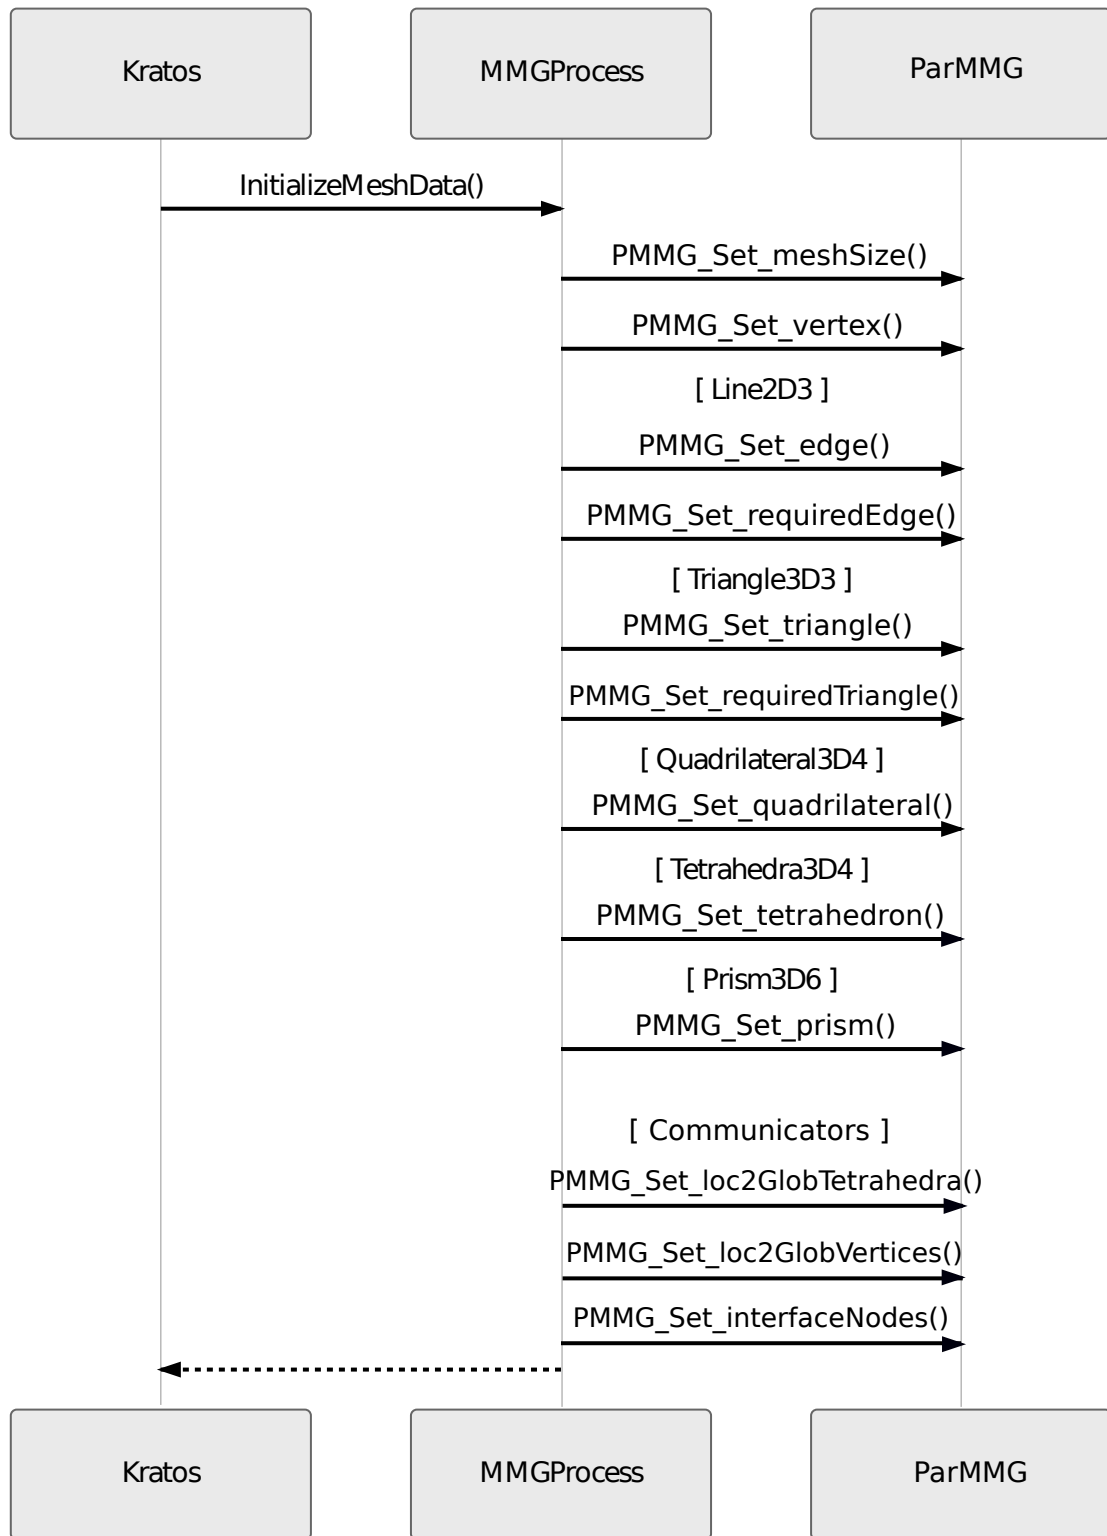 Kratos
MMGProcess
ParMMG
InitializeMeshData()
PMMG_Set_meshSize()
PMMG_Set_vertex()
[ Line2D3 ]
PMMG_Set_edge()
PMMG_Set_requiredEdge()
[ Triangle3D3 ]
PMMG_Set_triangle()
PMMG_Set_requiredTriangle()
[ Quadrilateral3D4 ]
PMMG_Set_quadrilateral()
[ Tetrahedra3D4 ]
PMMG_Set_tetrahedron()
[ Prism3D6 ]
PMMG_Set_prism()
[ Communicators ]
PMMG_Set_loc2GlobTetrahedra()
PMMG_Set_loc2GlobVertices()
PMMG_Set_interfaceNodes()
Kratos
MMGProcess
ParMMG